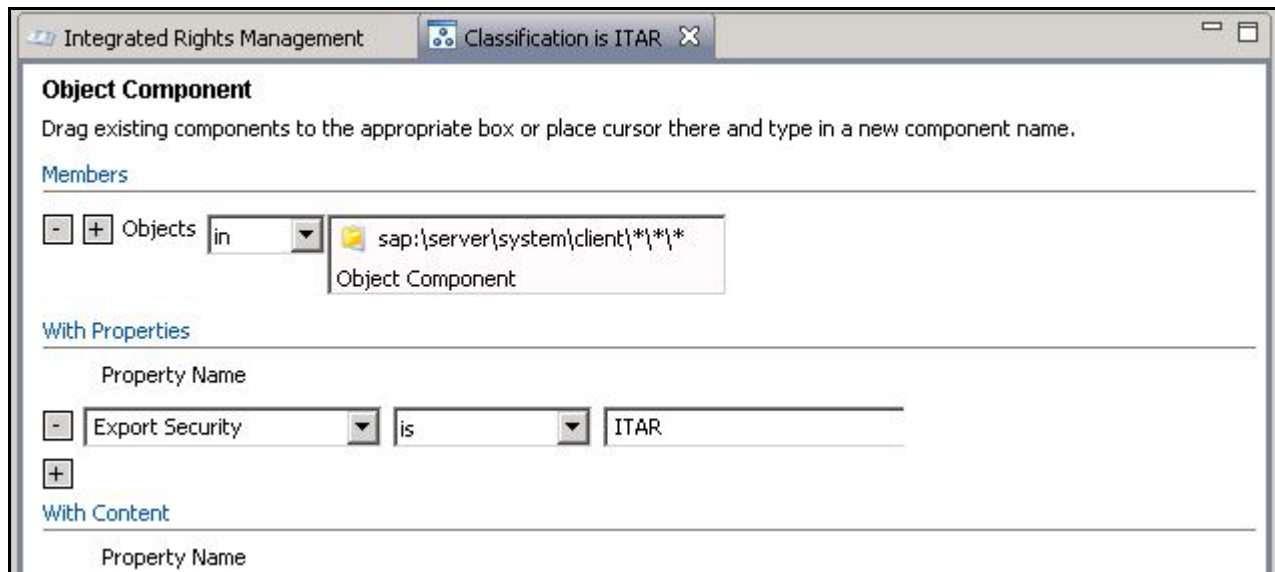 Integrated Rights Management Classification is ITAR
Object Component
Drag existing components to the appropriate box or place cursor there and type in a new component name.
Members
- + Objects in sap:\server\system\client\*\*\*
Object Component
With Properties
Property Name
- Export Security is ITAR
+
With Content
Property Name